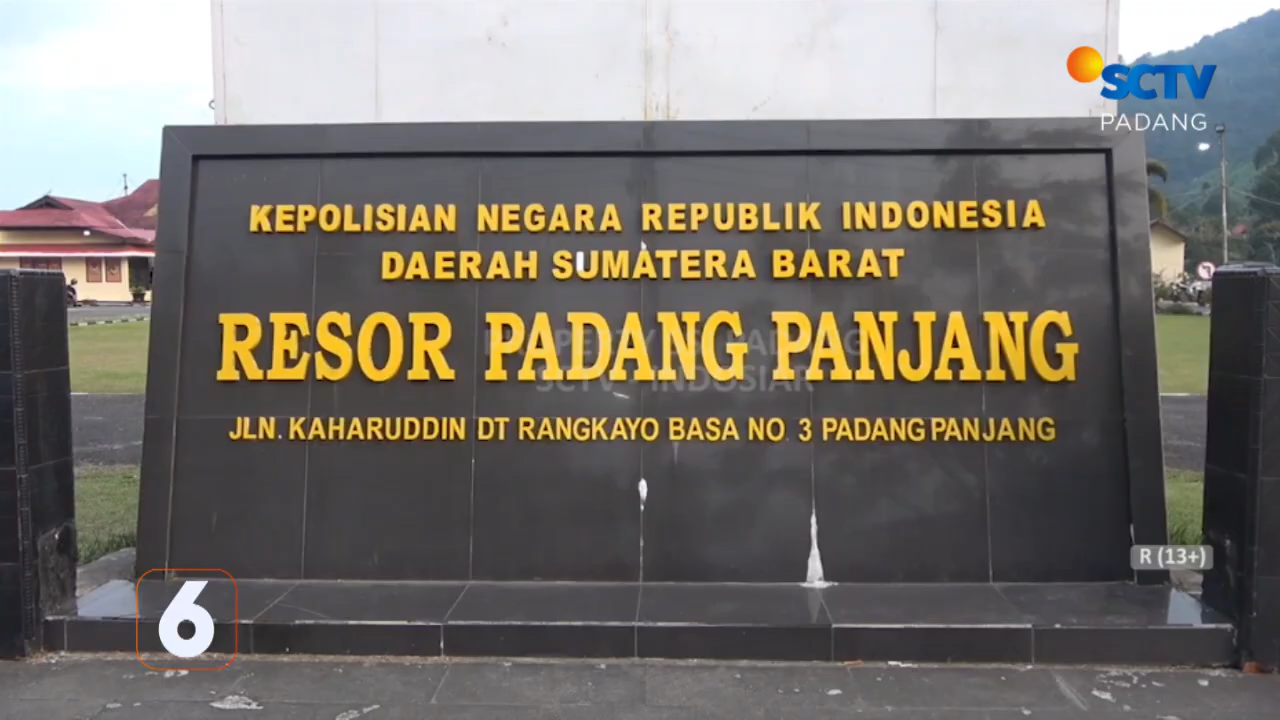 SCTV
PADANG
KEPOLISIAN NEGARA REPUBLIK INDONESIA
DAERAH SUMATERA BARAT
RESOR PADANG PANJANG
JLN. KAHARUDDIN DT RANGKAYO BASA NO 3 PADANG PANJANG
R (13+)
6